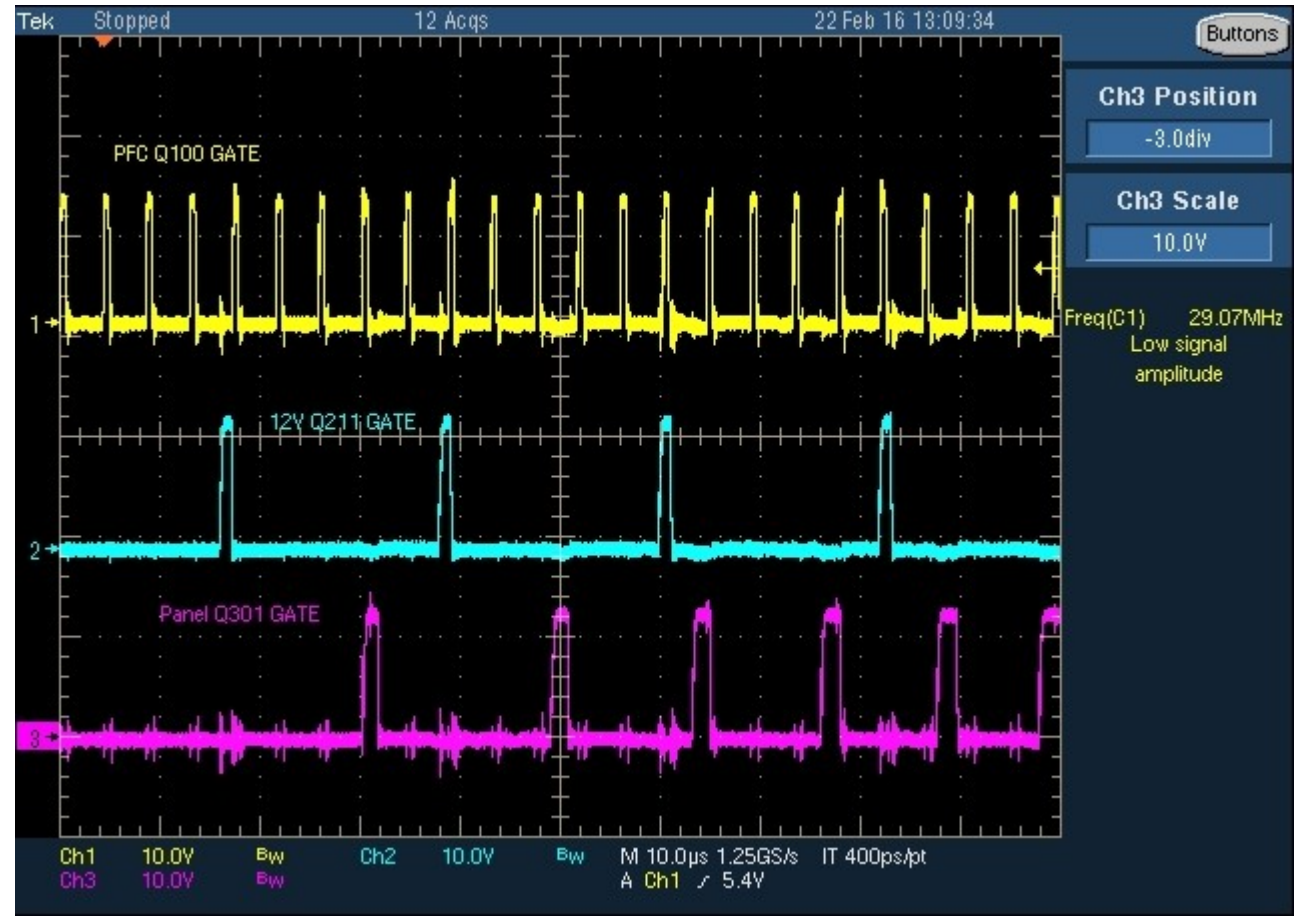 Tek Stopped 12 Acqs 22 Feb 16 13:09:34
Buttons
Ch3 Position
-3.0div
Ch3 Scale
10.0V
PFC Q100 GATE
1→
Freq(C1) 29.07MHz
Low signal
amplitude
12V Q211 GATE
2→
Panel Q301 GATE
3→
Ch1 10.0V BW Ch2 10.0V BW M 10.0µs 1.25GS/s IT 400ps/pt
Ch3 10.0V BW A Ch1 ⁄ 5.4V